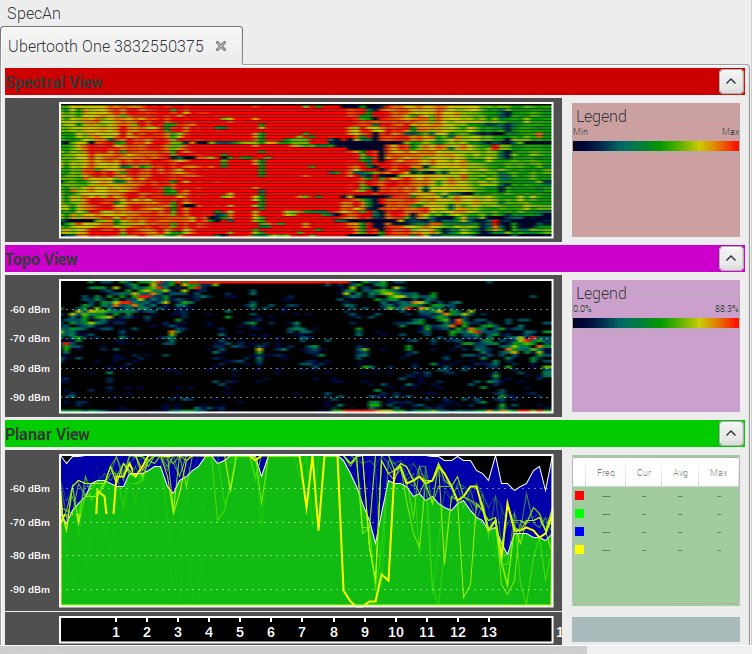 SpecAn
Ubertooth One 3832550375
Spectral View
Legend
Min Max
Topo View
-60 dBm
-70 dBm
-80 dBm
-90 dBm
Legend
0.0% 88.3%
Planar View
-60 dBm
-70 dBm
-80 dBm
-90 dBm
Freq Cur Avg Max
— – – –
— – – –
— – – –
— – – –
1 2 3 4 5 6 7 8 9 10 11 12 13 1